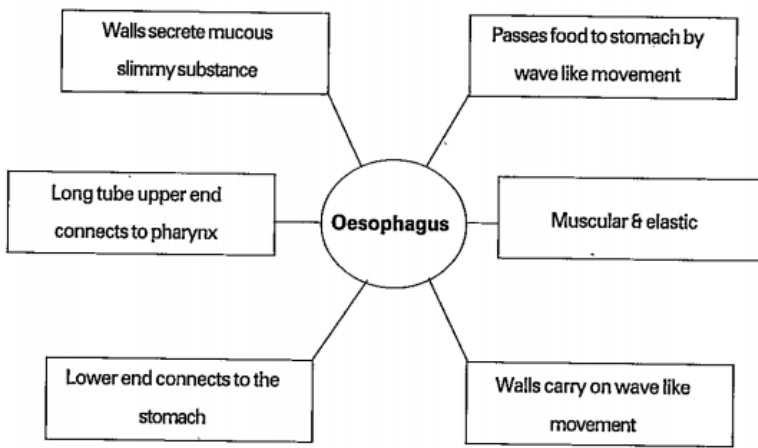 Walls secrete mucous
slimmy substance
Passes food to stomach by
wave like movement
Long tube upper end
connects to pharynx
Oesophagus
Muscular & elastic
Lower end connects to the
stomach
Walls carry on wave like
movement